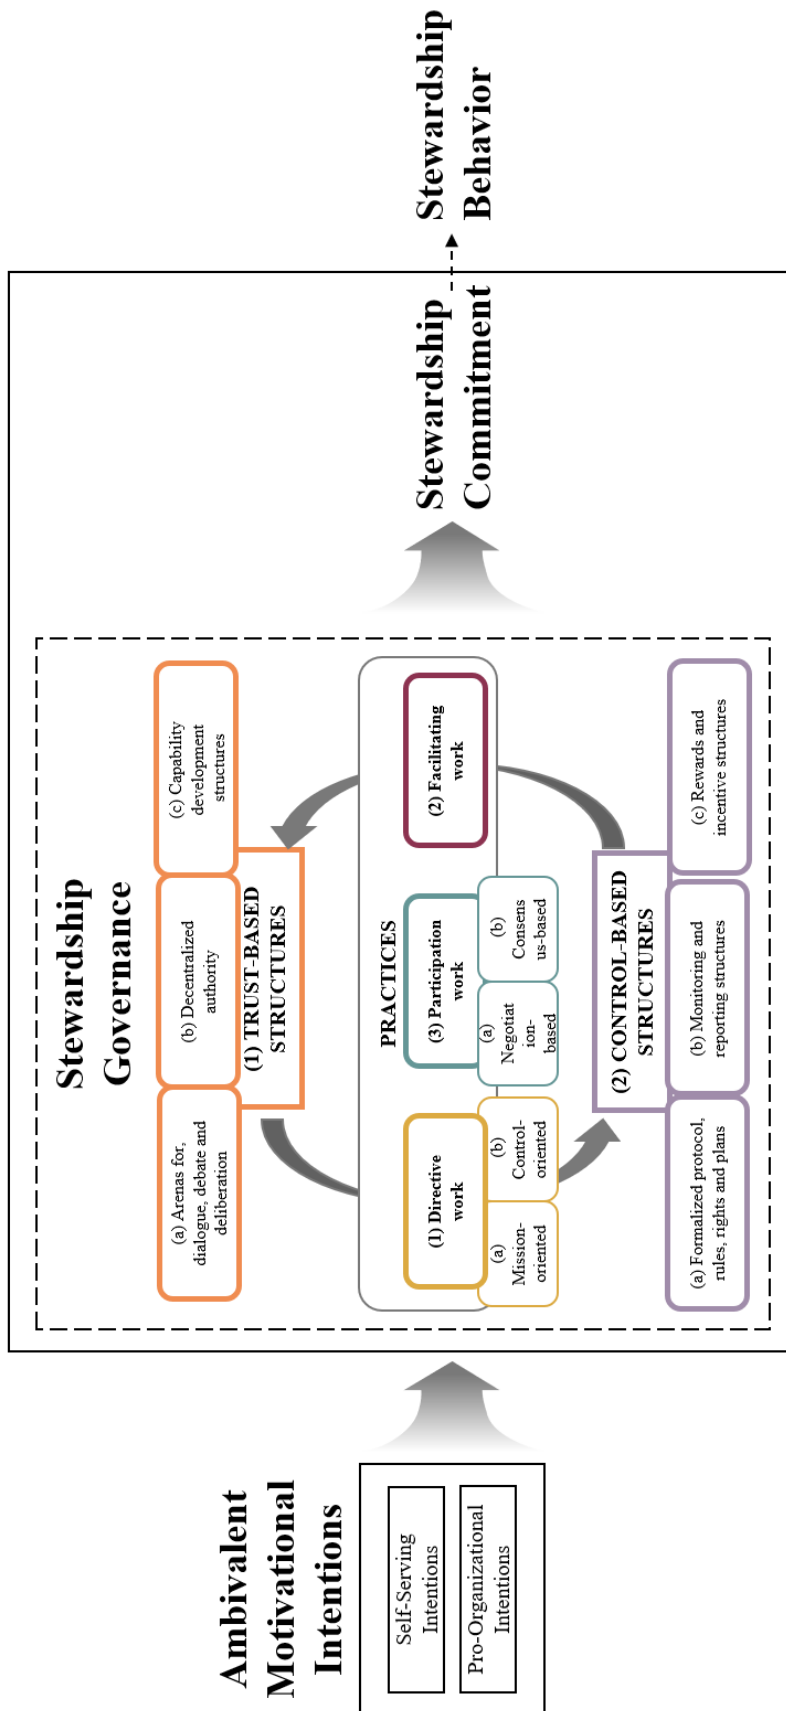 Ambivalent
Motivational
Intentions
Self-Serving
Intentions
Pro-Organizational
Intentions
Stewardship
Governance
(a) Arenas for,
dialogue, debate and
deliberation
(b) Decentralized
authority
(c) Capability
development
structures
(1) TRUST-BASED
STRUCTURES
PRACTICES
(1) Directive
work
(a)
Mission-
oriented
(b)
Control-
oriented
(3) Participation
work
(a)
Negotiat
ion-
based
(b)
Consens
us-based
(2) Facilitating
work
(2) CONTROL-BASED
STRUCTURES
(a) Formalized protocol,
rules, rights and plans
(b) Monitoring and
reporting structures
(c) Rewards and
incentive structures
Stewardship
Commitment
Stewardship
Behavior